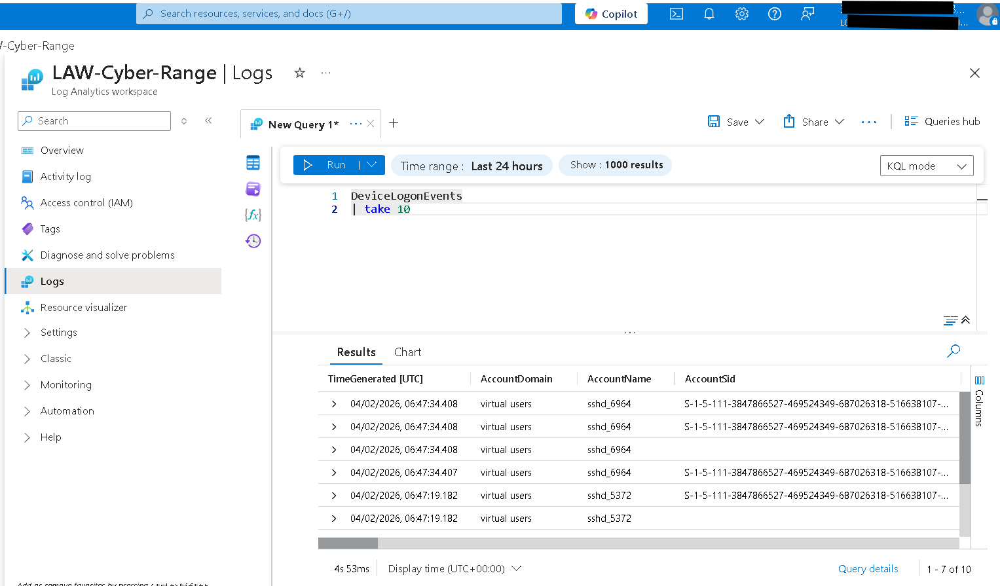 Search resources, services, and docs (G+/)
Copilot
-Cyber-Range
LAW-Cyber-Range | Logs
Log Analytics workspace
Search
New Query 1*
Save
Share
Queries hub
Overview
Activity log
Access control (IAM)
Tags
Diagnose and solve problems
Logs
Resource visualizer
Settings
Classic
Monitoring
Automation
Help
Run
Time range : Last 24 hours
Show : 1000 results
KQL mode
1 DeviceLogonEvents
2 | take 10
Results
Chart
TimeGenerated [UTC] AccountDomain AccountName AccountSid
04/02/2026, 06:47:34.408 virtual users sshd_6964 S-1-5-111-3847866527-469524349-687026318-516638107-...
04/02/2026, 06:47:34.408 virtual users sshd_6964 S-1-5-111-3847866527-469524349-687026318-516638107-...
04/02/2026, 06:47:34.408 virtual users sshd_6964
04/02/2026, 06:47:34.407 virtual users sshd_6964 S-1-5-111-3847866527-469524349-687026318-516638107-...
04/02/2026, 06:47:19.182 virtual users sshd_5372 S-1-5-111-3847866527-469524349-687026318-516638107-...
04/02/2026, 06:47:19.182 virtual users sshd_5372
Columns
4s 53ms
Display time (UTC+00:00)
Query details
1 - 7 of 10
Add or remove favorites by pressing